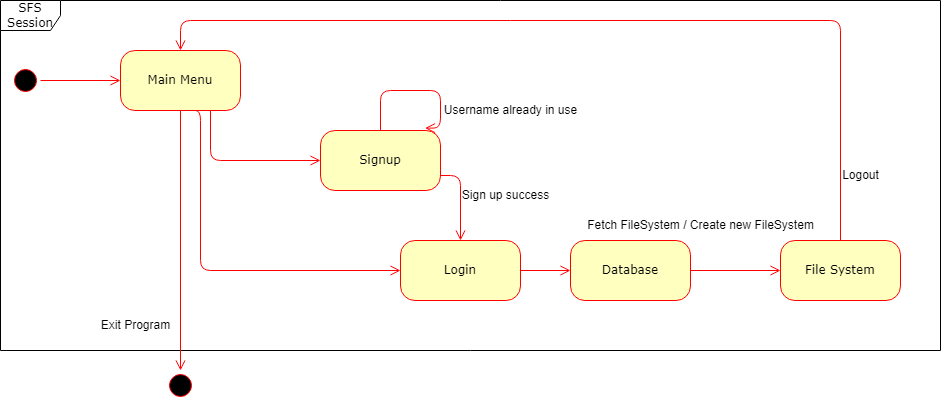 SFS
Session
Main Menu
Username already in use
Signup
Logout
Sign up success
Fetch FileSystem / Create new FileSystem
Login
Database
File System
Exit Program